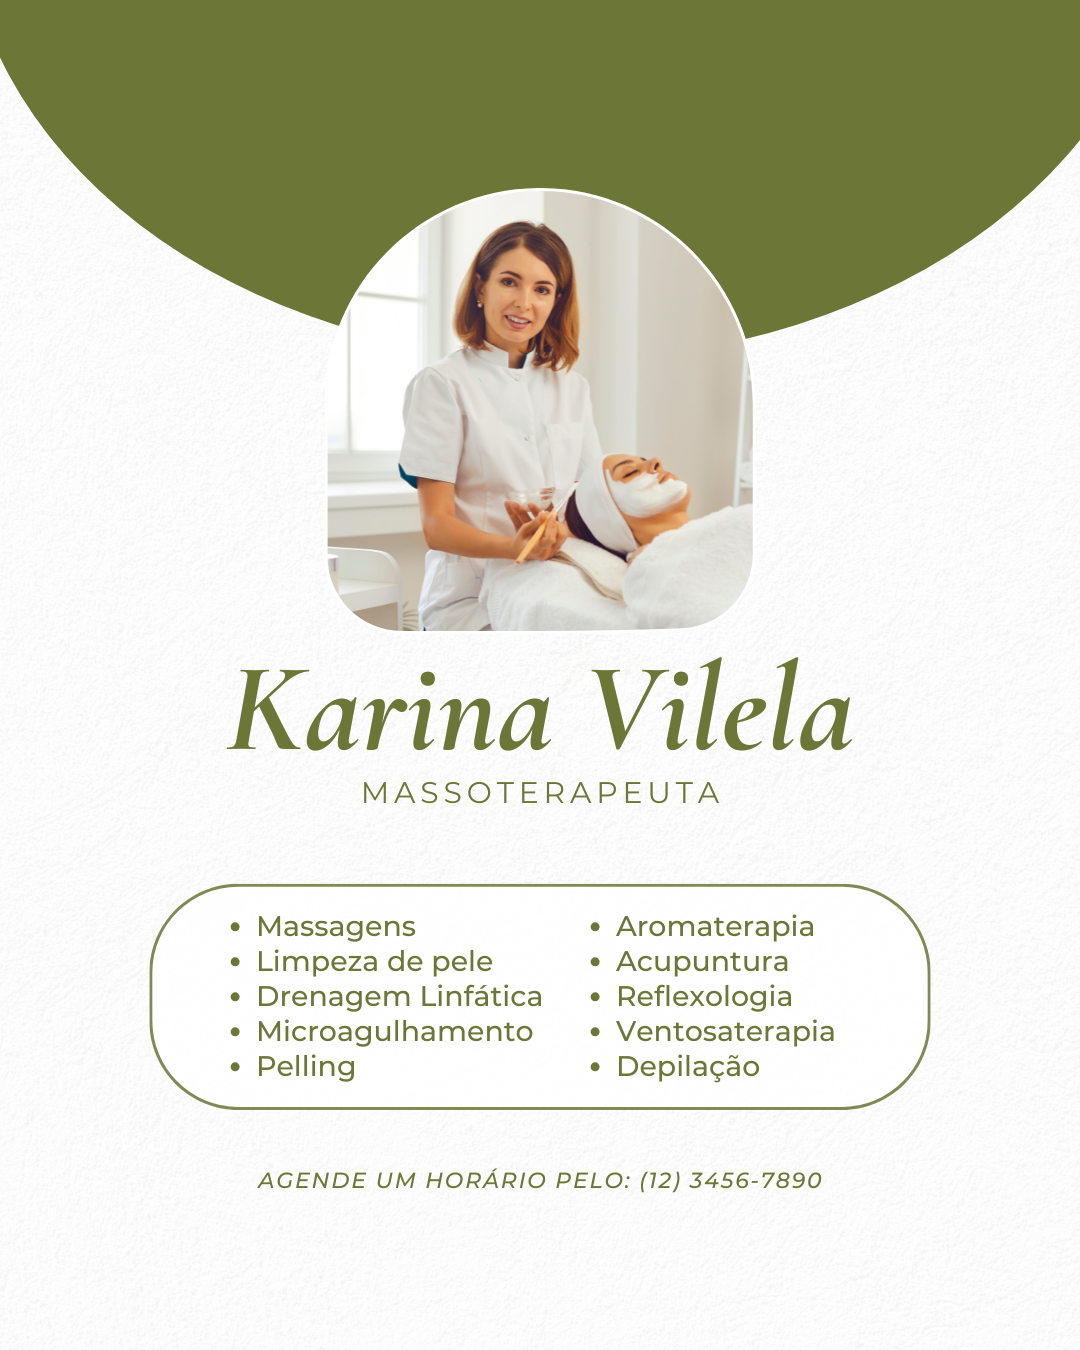 Karina Vilela
MASSOTERAPEUTA
• Massagens
• Limpeza de pele
• Drenagem Linfática
• Microagulhamento
• Pelling
• Aromaterapia
• Acupuntura
• Reflexologia
• Ventosaterapia
• Depilação
AGENDE UM HORÁRIO PELO: (12) 3456-7890